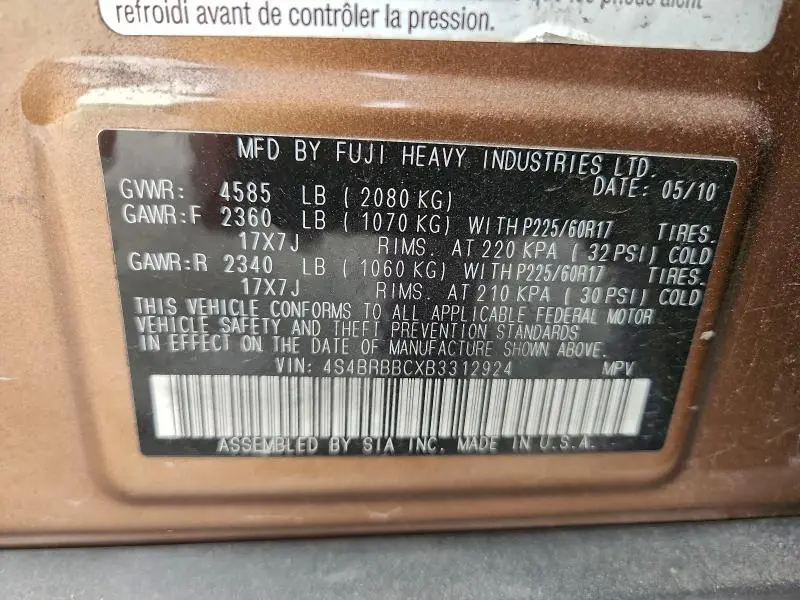 refroidi avant de contrôler la pression.
MFD BY FUJI HEAVY INDUSTRIES LTD.
DATE: 05/10
GVWR: 4585 LB ( 2080 KG)
GAWR:F 2360 LB ( 1070 KG) WITH P225/60R17 TIRES.
17X7J RIMS. AT 220 KPA ( 32 PSI) COLD
GAWR:R 2340 LB ( 1060 KG) WITH P225/60R17 TIRES.
17X7J RIMS. AT 210 KPA ( 30 PSI) COLD
THIS VEHICLE CONFORMS TO ALL APPLICABLE FEDERAL MOTOR
VEHICLE SAFETY AND THEFT PREVENTION STANDARDS
IN EFFECT ON THE DATE OF MANUFACTURE SHOWN ABOVE.
VIN: 4S4BRBBCXB3312924 MPV
ASSEMBLED BY SIA INC. MADE IN U.S.A.